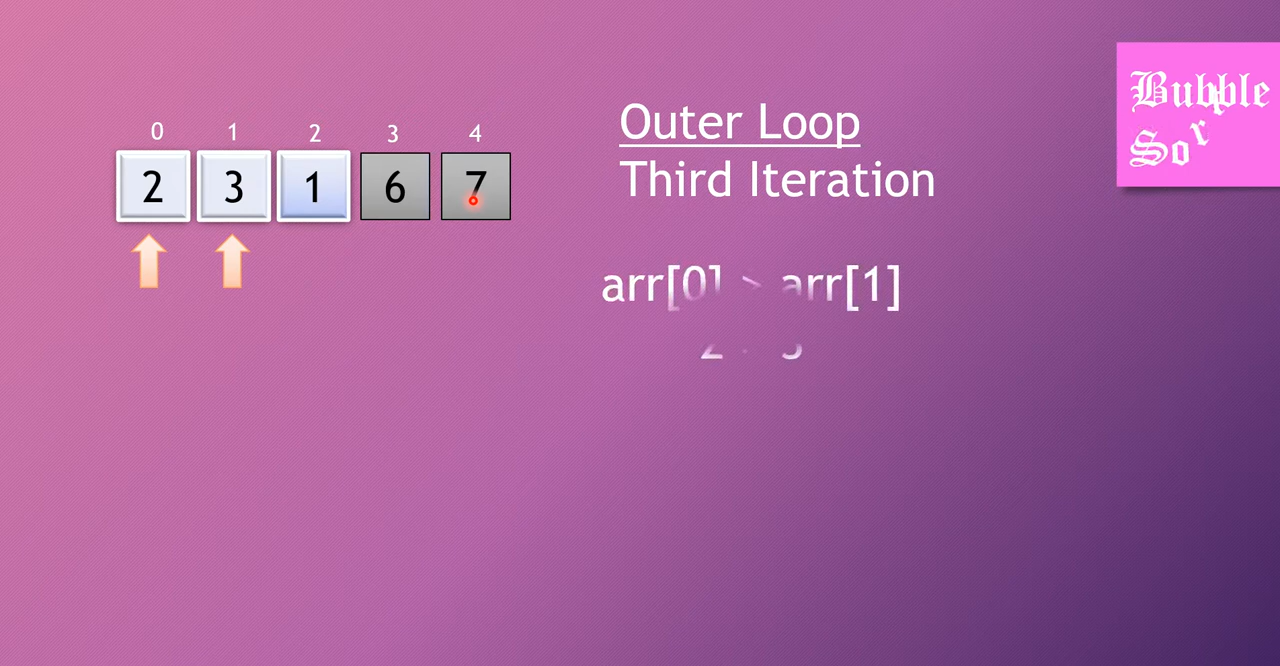 0 1 2 3 4
2 3 1 6 7
Outer Loop
Third Iteration
arr[0] > arr[1]
Bubble
Sort